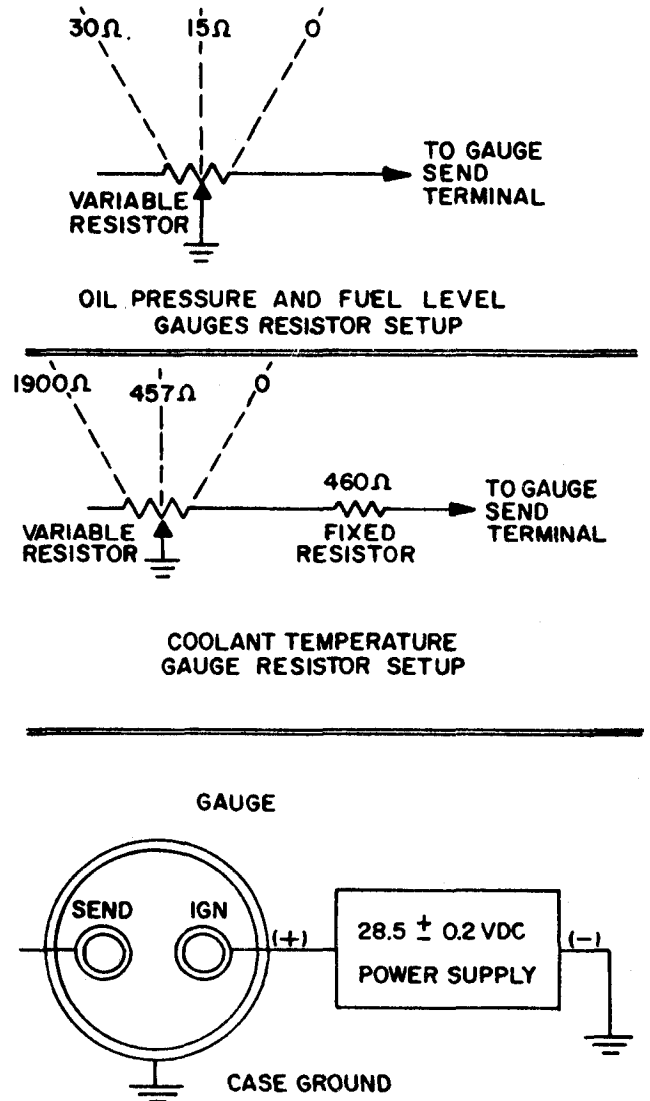 30Ω. 15Ω 0
VARIABLE
RESISTOR
TO GAUGE
SEND
TERMINAL
OIL PRESSURE AND FUEL LEVEL
GAUGES RESISTOR SETUP
1900Ω 457Ω 0
VARIABLE
RESISTOR
460Ω
FIXED
RESISTOR
TO GAUGE
SEND
TERMINAL
COOLANT TEMPERATURE
GAUGE RESISTOR SETUP
GAUGE
SEND IGN
(+)
28.5 ± 0.2 VDC
POWER SUPPLY
(-)
CASE GROUND